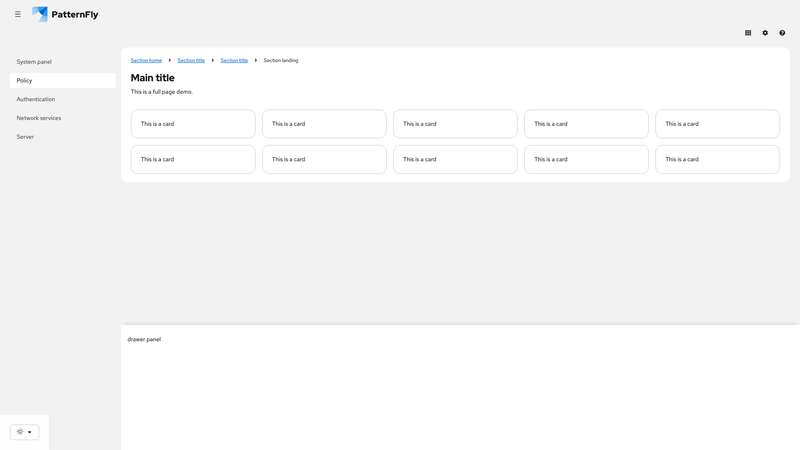 PatternFly
System panel
Policy
Authentication
Network services
Server
Section home
Section title
Section title
Section landing
Main title
This is a full page demo.
This is a card
This is a card
This is a card
This is a card
This is a card
This is a card
This is a card
This is a card
This is a card
This is a card
drawer panel